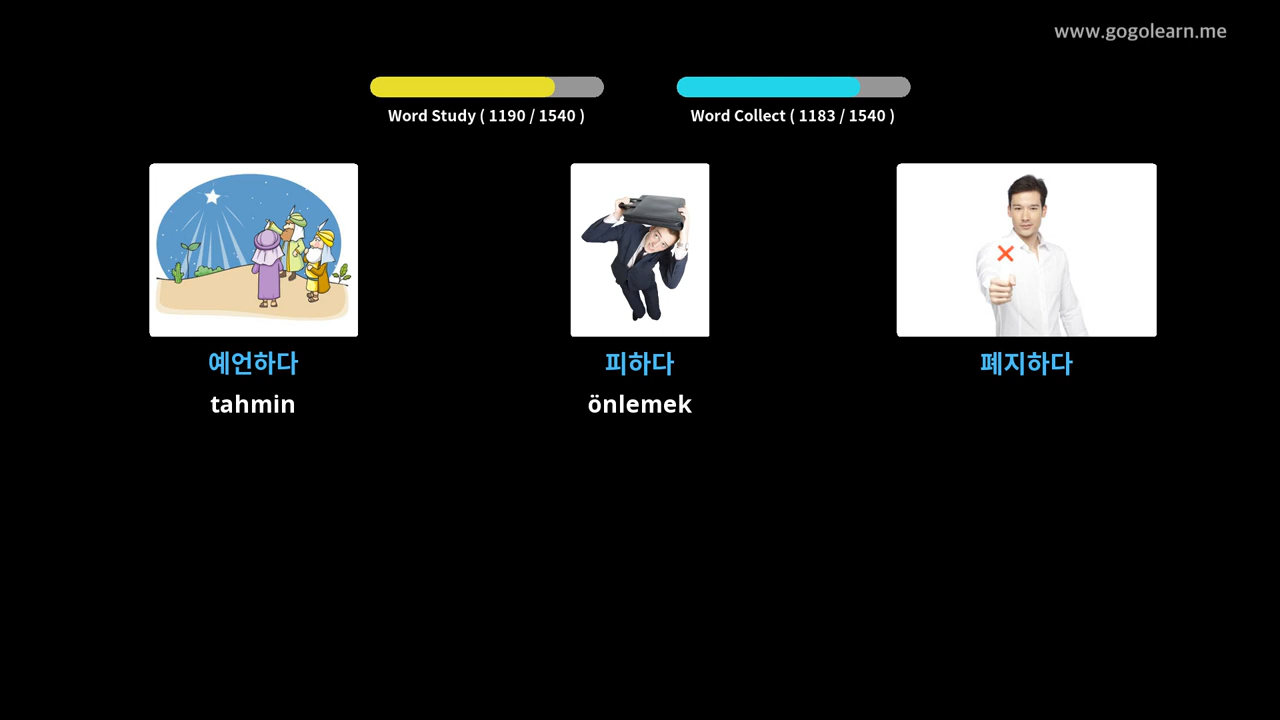 www.gogolearn.me
Word Study ( 1190 / 1540 )
Word Collect ( 1183 / 1540 )
예언하다
피하다
폐지하다
tahmin
önlemek